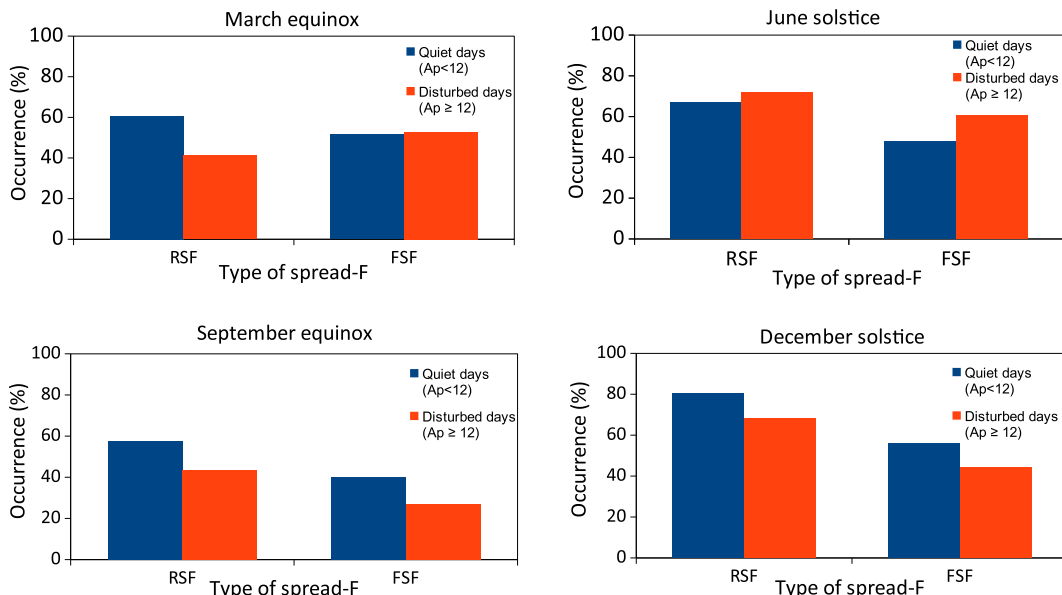 March equinox
100
80
60
40
20
0
Occurrence (%)
Quiet days
(Ap<12)
Disturbed days
(Ap ≥ 12)
RSF
FSF
Type of spread-F
June solstice
100
80
60
40
20
0
Occurrence (%)
Quiet days
(Ap<12)
Disturbed days
(Ap ≥ 12)
RSF
FSF
Type of spread-F
September equinox
100
80
60
40
20
0
Occurrence (%)
Quiet days
(Ap<12)
Disturbed days
(Ap ≥ 12)
RSF
FSF
Type of spread-F
December solstice
100
80
60
40
20
0
Occurrence (%)
Quiet days
(Ap<12)
Disturbed days
(Ap ≥ 12)
RSF
FSF
Type of spread-F